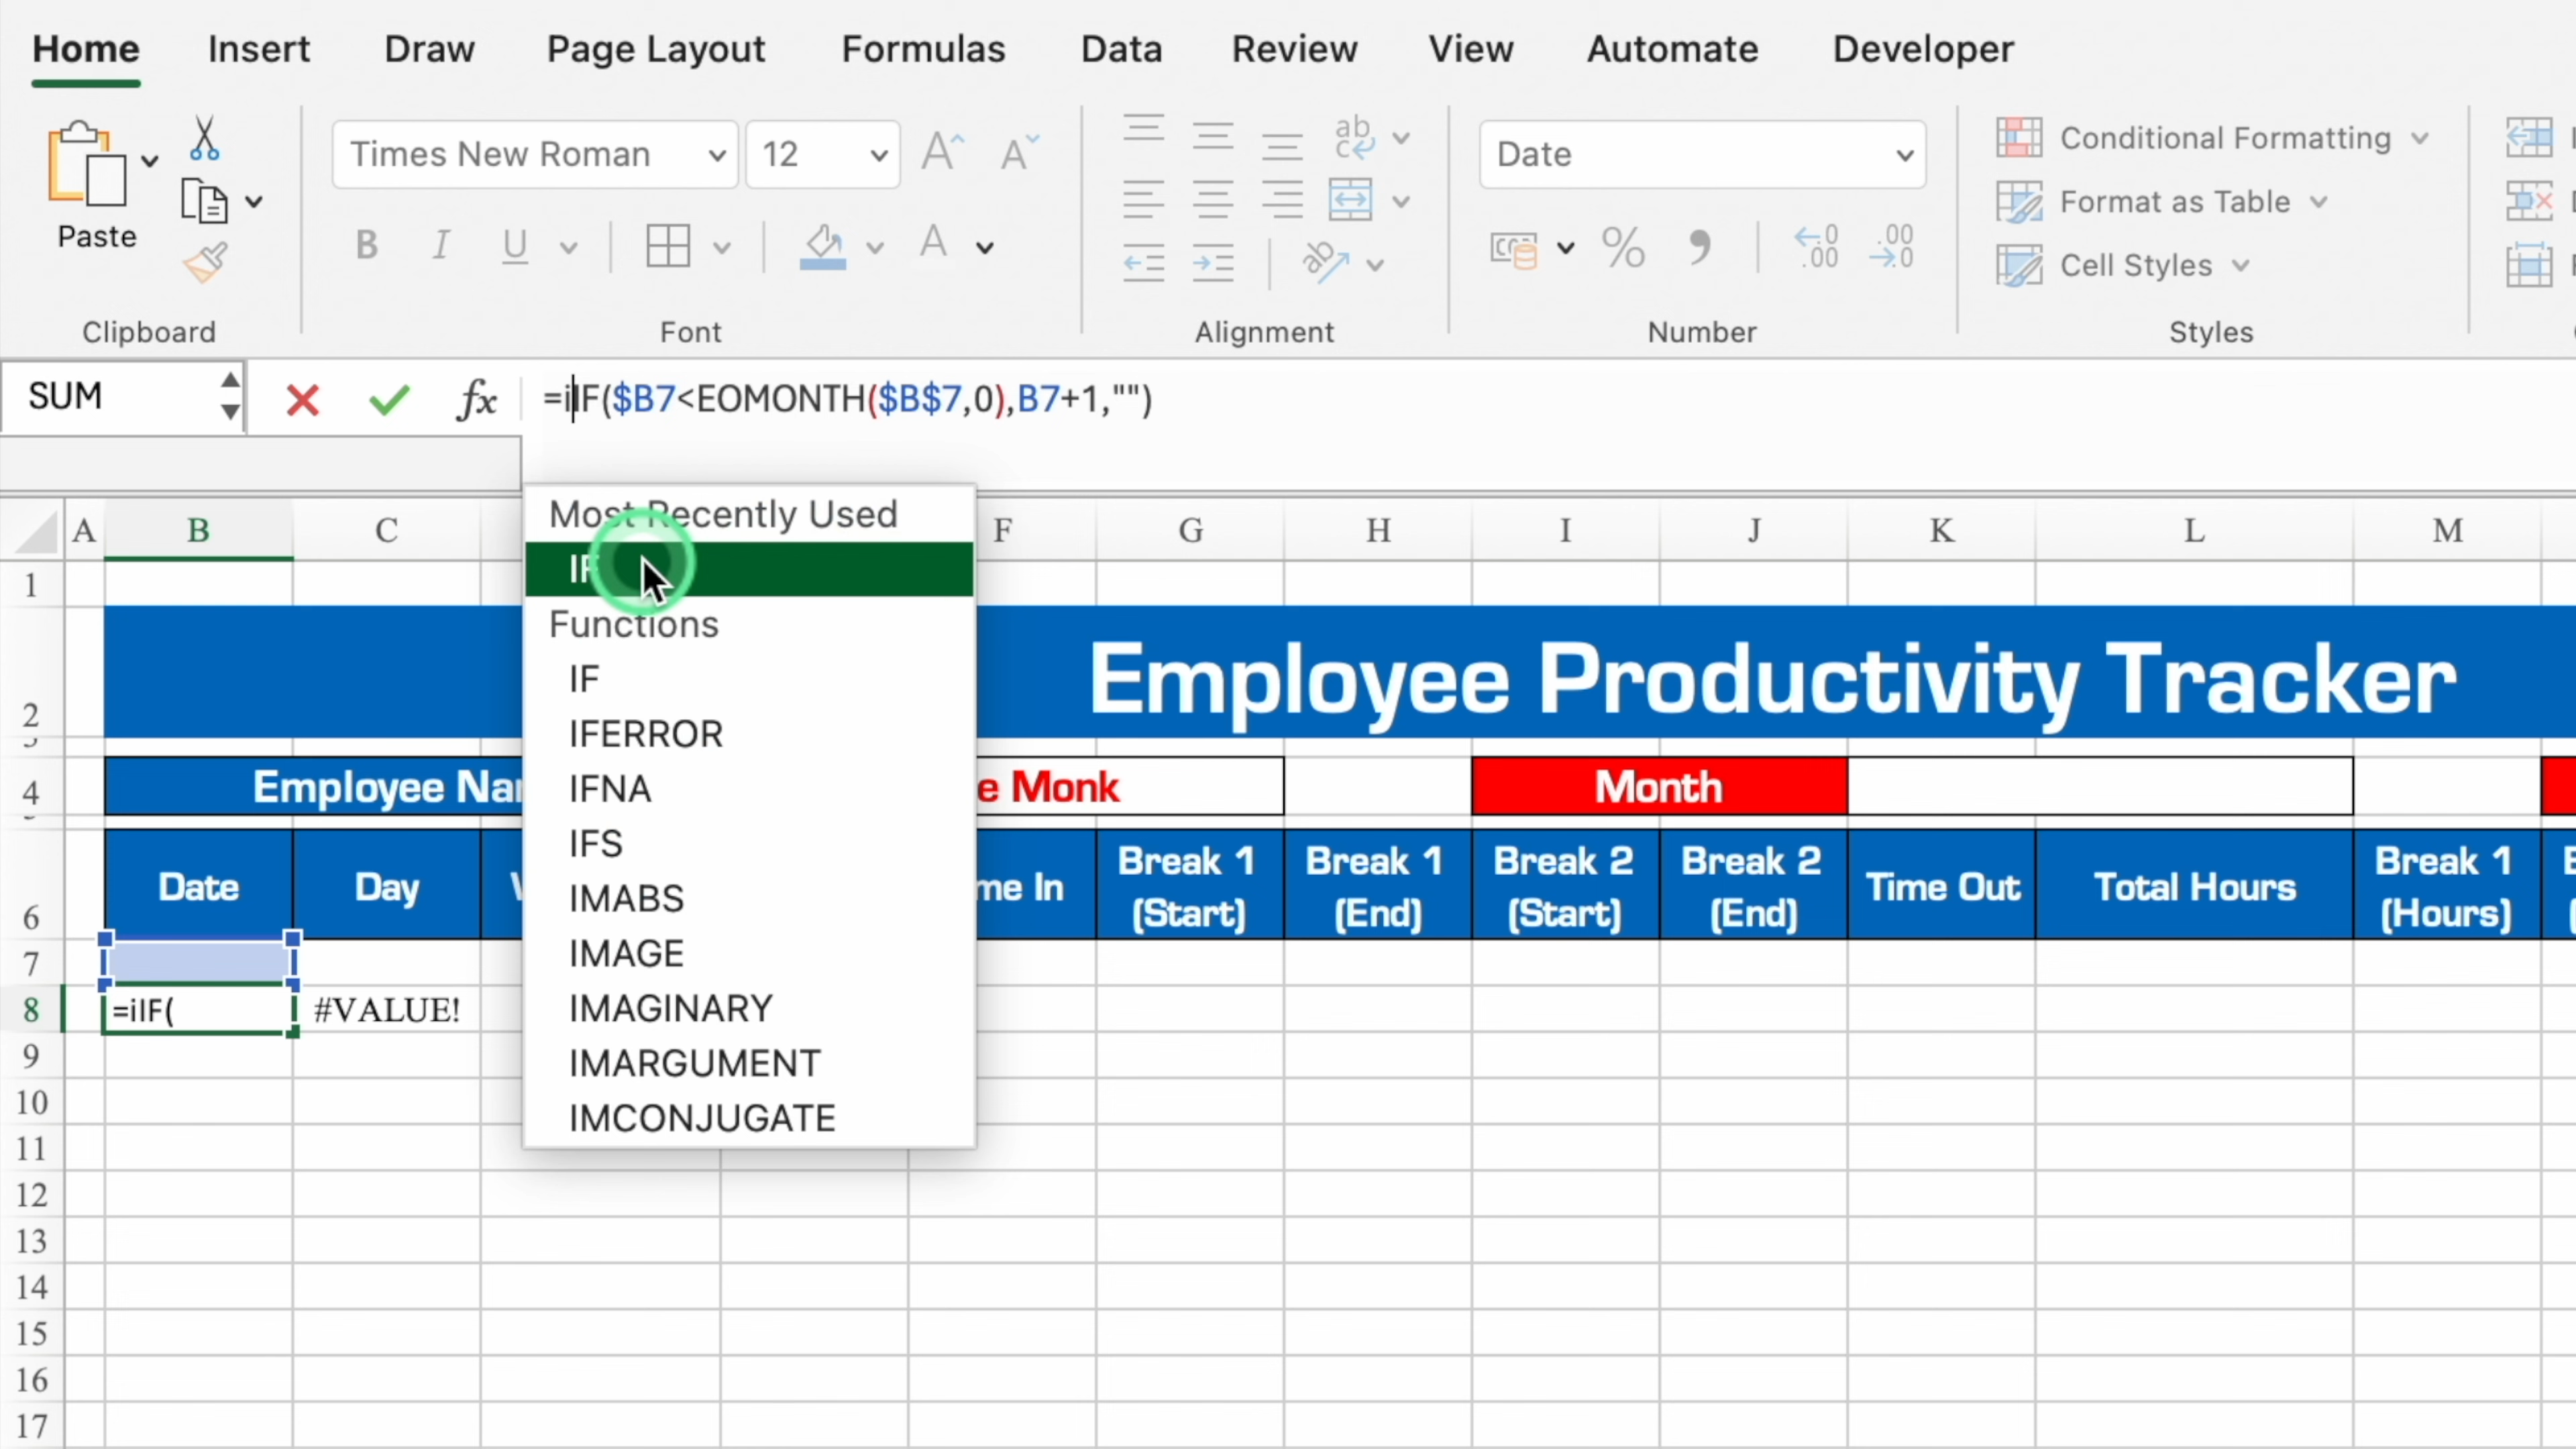 Home Insert Draw Page Layout Formulas Data Review View Automate Developer
Times New Roman 12 Date Conditional Formatting
Format as Table
Paste B I U A % Cell Styles
Clipboard Font Alignment Number Styles
SUM fx =iIF($B7<EOMONTH($B$7,0),B7+1,"")
Most Recently Used
IF
Functions
IF
IFERROR
IFNA
IFS
IMABS
IMAGE
IMAGINARY
IMARGUMENT
IMCONJUGATE
A B C F G H I J K L M
1
2 Employee Productivity Tracker
4 Employee Nam e Monk Month
6 Date Day me In Break 1 (Start) Break 1 (End) Break 2 (Start) Break 2 (End) Time Out Total Hours Break 1 (Hours)
7
8 =iIF( #VALUE!
9
10
11
12
13
14
15
16
17